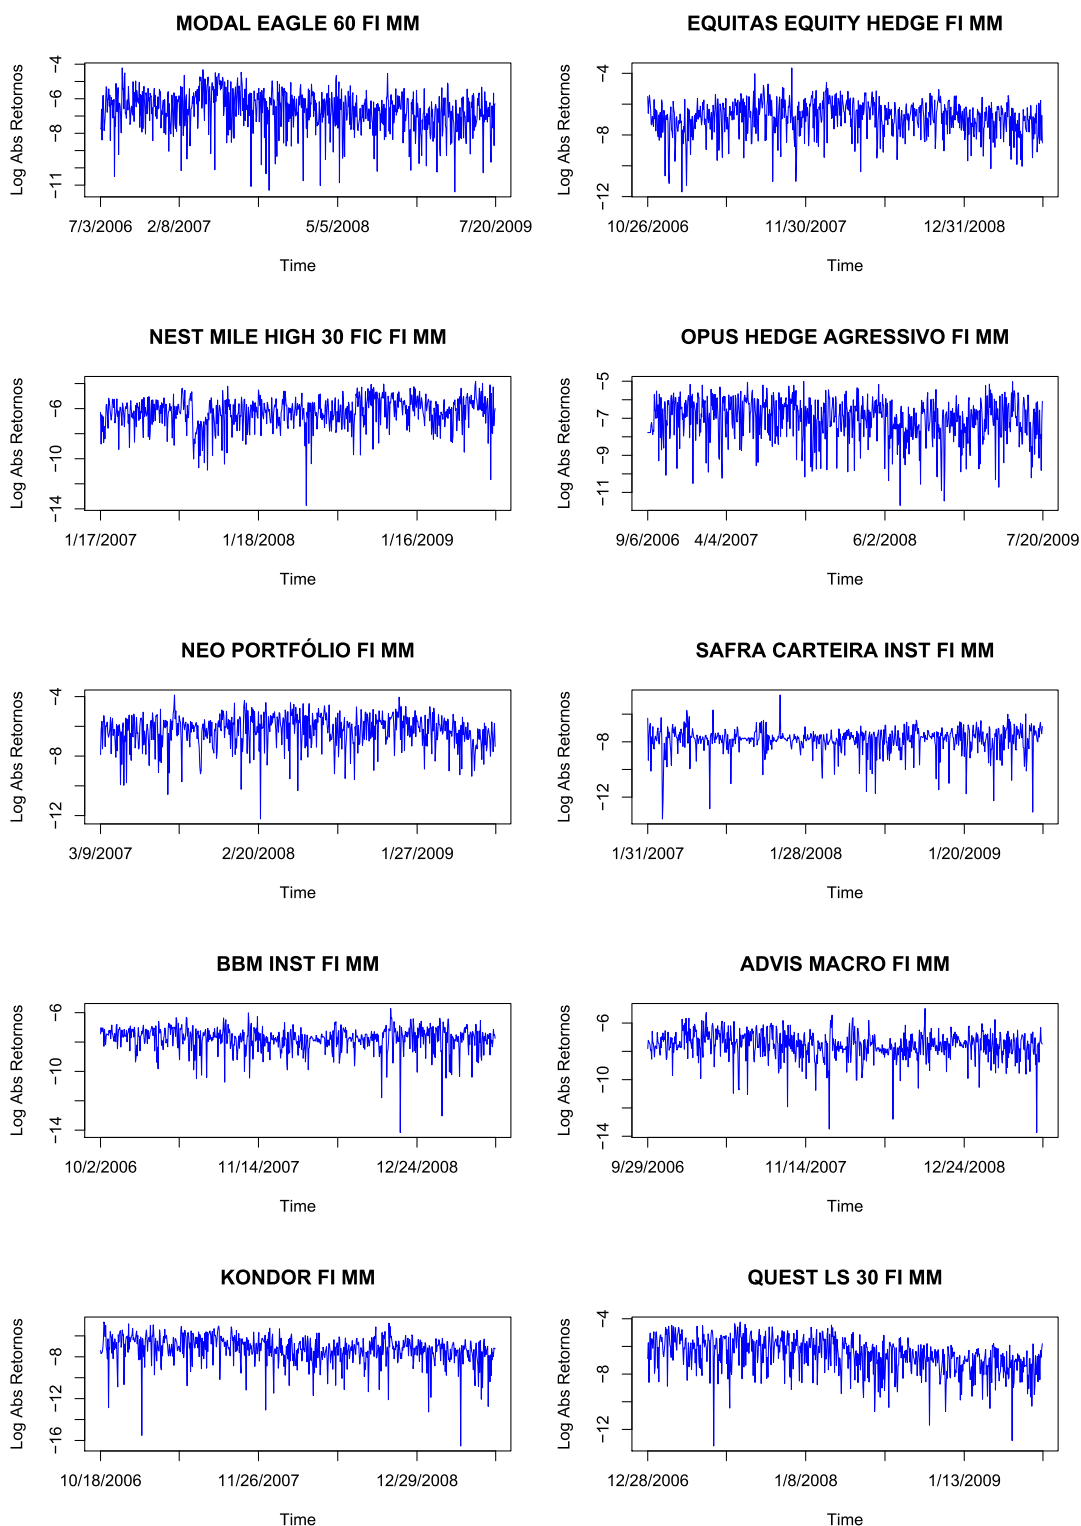 MODAL EAGLE 60 FI MM
Log Abs Retornos
−4
−6
−8
−11
7/3/2006 2/8/2007 5/5/2008 7/20/2009
Time
EQUITAS EQUITY HEDGE FI MM
Log Abs Retornos
−4
−8
−12
10/26/2006 11/30/2007 12/31/2008
Time
NEST MILE HIGH 30 FIC FI MM
Log Abs Retornos
−6
−10
−14
1/17/2007 1/18/2008 1/16/2009
Time
OPUS HEDGE AGRESSIVO FI MM
Log Abs Retornos
−5
−7
−9
−11
9/6/2006 4/4/2007 6/2/2008 7/20/2009
Time
NEO PORTFÓLIO FI MM
Log Abs Retornos
−4
−8
−12
3/9/2007 2/20/2008 1/27/2009
Time
SAFRA CARTEIRA INST FI MM
Log Abs Retornos
−8
−12
1/31/2007 1/28/2008 1/20/2009
Time
BBM INST FI MM
Log Abs Retornos
−6
−10
−14
10/2/2006 11/14/2007 12/24/2008
Time
ADVIS MACRO FI MM
Log Abs Retornos
−6
−10
−14
9/29/2006 11/14/2007 12/24/2008
Time
KONDOR FI MM
Log Abs Retornos
−8
−12
−16
10/18/2006 11/26/2007 12/29/2008
Time
QUEST LS 30 FI MM
Log Abs Retornos
−4
−8
−12
12/28/2006 1/8/2008 1/13/2009
Time